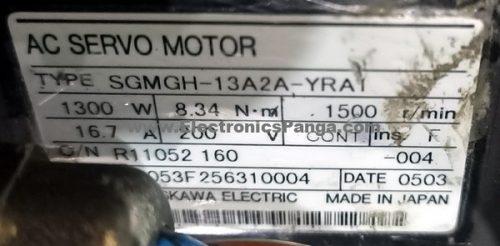 AC SERVO MOTOR
TYPE SGMGH-13A2A-YRA1
1300 W 8.34 N·m 1500 r/min
16.7 A 200 V CONT. Ins. F
O/N R11052 160 -004
053F256310004 DATE 0503
SKAWA ELECTRIC MADE IN JAPAN
www.ElectronicsPanga.com